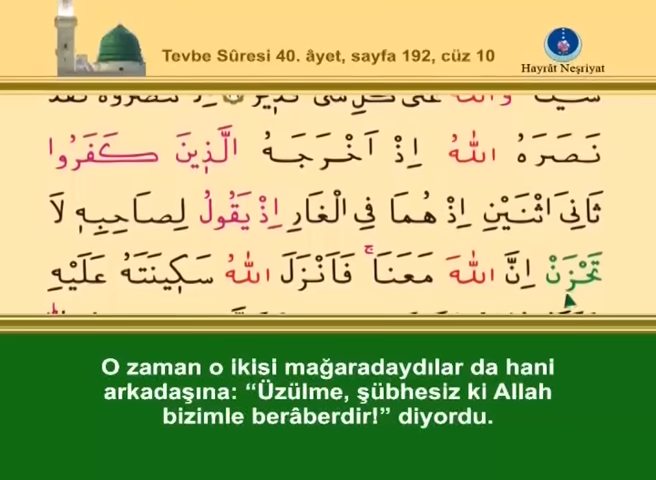 Tevbe Sûresi 40. âyet, sayfa 192, cüz 10
Hayrât Neşriyat
نَصَرَهُ اللّٰهُ اِذْ اَخْرَجَهُ الَّذ۪ينَ كَفَرُوا
ثَانِيَ اثْنَيْنِ اِذْ هُمَا فِي الْغَارِ اِذْ يَقُولُ لِصَاحِبِه۪ لَا
تَحْزَنْ اِنَّ اللّٰهَ مَعَنَاۚ فَاَنْزَلَ اللّٰهُ سَك۪ينَتَهُ عَلَيْهِ
O zaman o ikisi mağaradaydılar da hani
arkadaşına: “Üzülme, şübhesiz ki Allah
bizimle berâberdir!” diyordu.